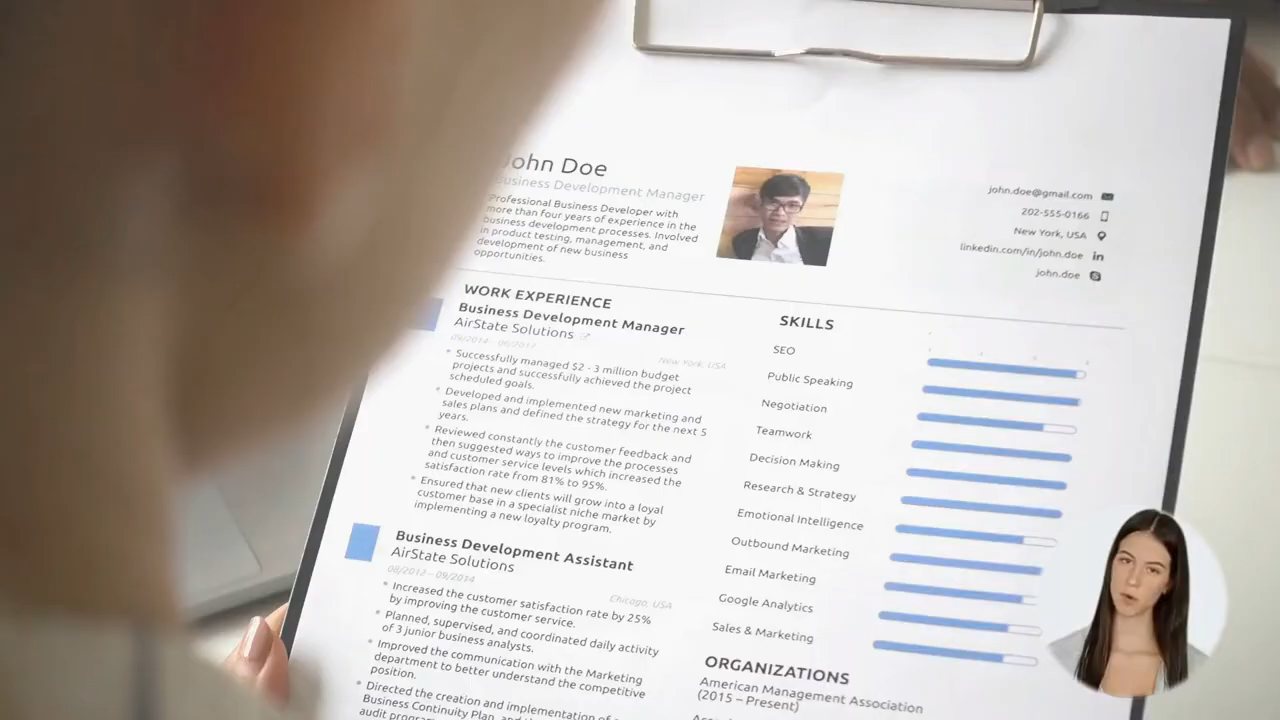 John Doe
Business Development Manager
Professional Business Developer with
more than four years of experience in the
business development processes. Involved
in product testing, management, and
development of new business
opportunities.
john.doe@gmail.com
202-555-0166
New York, USA
linkedin.com/in/john.doe
john.doe
WORK EXPERIENCE
Business Development Manager
AirState Solutions
09/2014 - 06/2017
New York, USA
Successfully managed $2 - 3 million budget
projects and successfully achieved the project
scheduled goals.
Developed and implemented new marketing and
sales plans and defined the strategy for the next 5
years.
Reviewed constantly the customer feedback and
then suggested ways to improve the processes
and customer service levels which increased the
satisfaction rate from 81% to 95%.
Ensured that new clients will grow into a loyal
customer base in a specialist niche market by
implementing a new loyalty program.
Business Development Assistant
AirState Solutions
08/2012 - 09/2014
Chicago, USA
Increased the customer satisfaction rate by 25%
by improving the customer service.
Planned, supervised, and coordinated daily activity
of 3 junior business analysts.
Improved the communication with the Marketing
department to better understand the competitive
position.
Directed the creation and implementation of a
Business Continuity Plan, and the
audit
SKILLS
SEO
Public Speaking
Negotiation
Teamwork
Decision Making
Research & Strategy
Emotional Intelligence
Outbound Marketing
Email Marketing
Google Analytics
Sales & Marketing
ORGANIZATIONS
American Management Association
(2015 – Present)